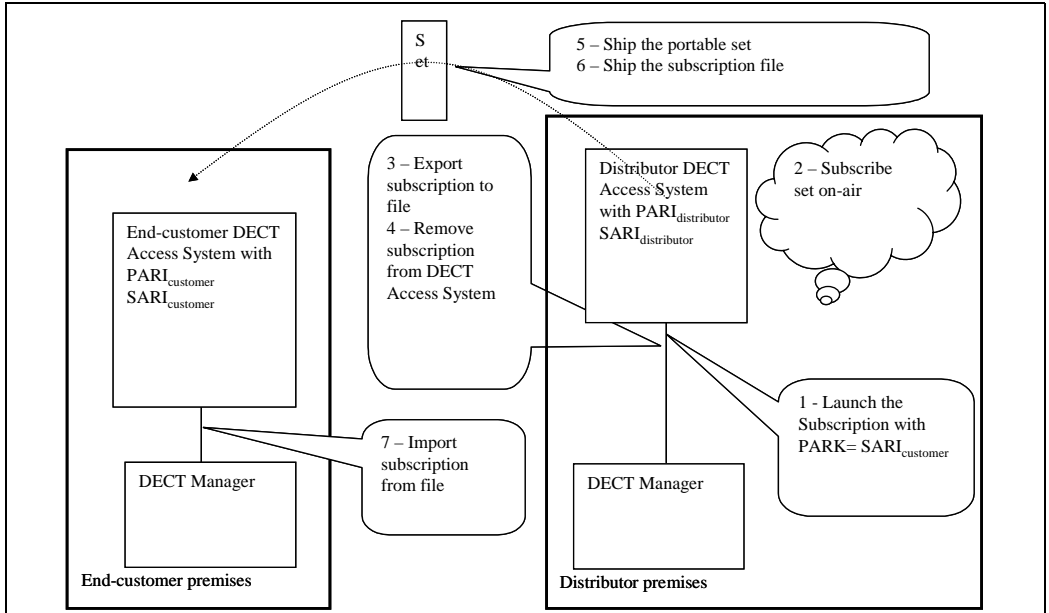 S
et
5 – Ship the portable set
6 – Ship the subscription file
3 – Export
subscription to
file
4 – Remove
subscription
from DECT
Access System
Distributor DECT
Access System
with PARIdistributor
SARIdistributor
2 – Subscribe
set on-air
End-customer DECT
Access System with
PARIcustomer
SARIcustomer
1 - Launch the
Subscription with
PARK= SARIcustomer
7 – Import
subscription
from file
DECT Manager
DECT Manager
End-customer premises
Distributor premises